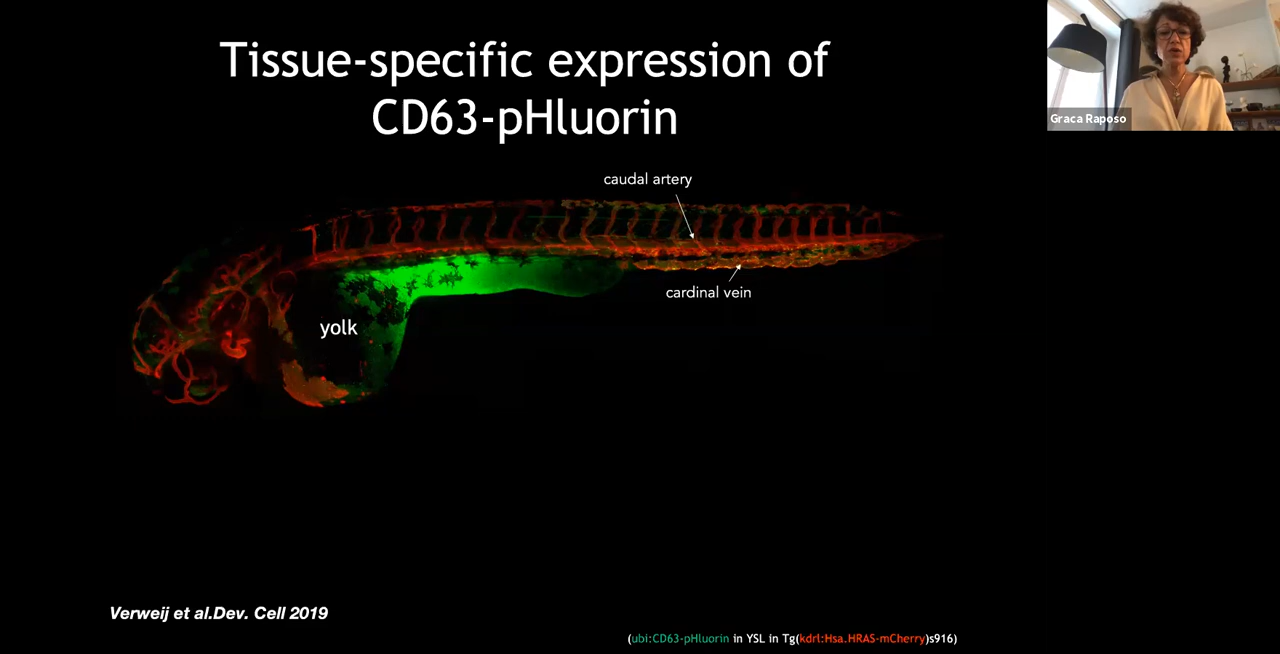 Tissue-specific expression of
CD63-pHluorin
Graca Raposo
caudal artery
cardinal vein
yolk
Verweij et al.Dev. Cell 2019
(ubi:CD63-pHluorin in YSL in Tg(kdrl:Hsa.HRAS-mCherry)s916)